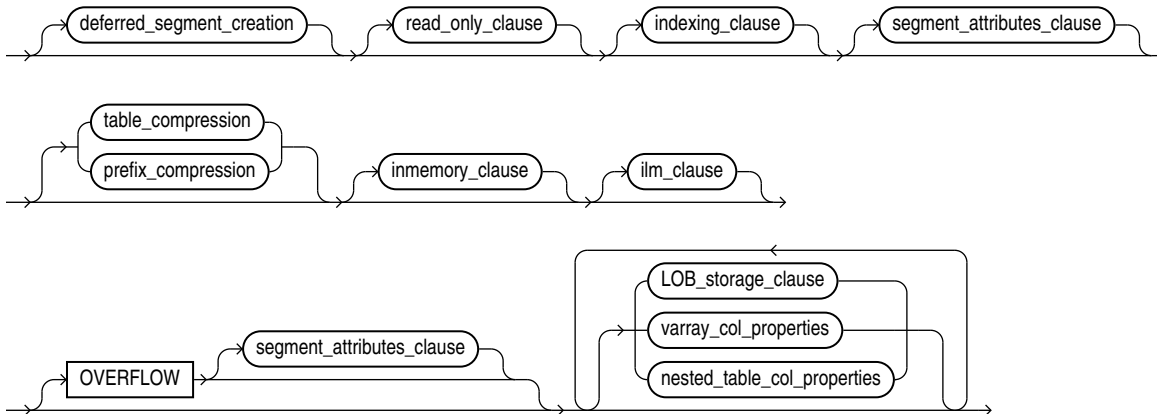 deferred_segment_creation read_only_clause indexing_clause segment_attributes_clause
table_compression
prefix_compression inmemory_clause ilm_clause
LOB_storage_clause
segment_attributes_clause varray_col_properties
OVERFLOW nested_table_col_properties